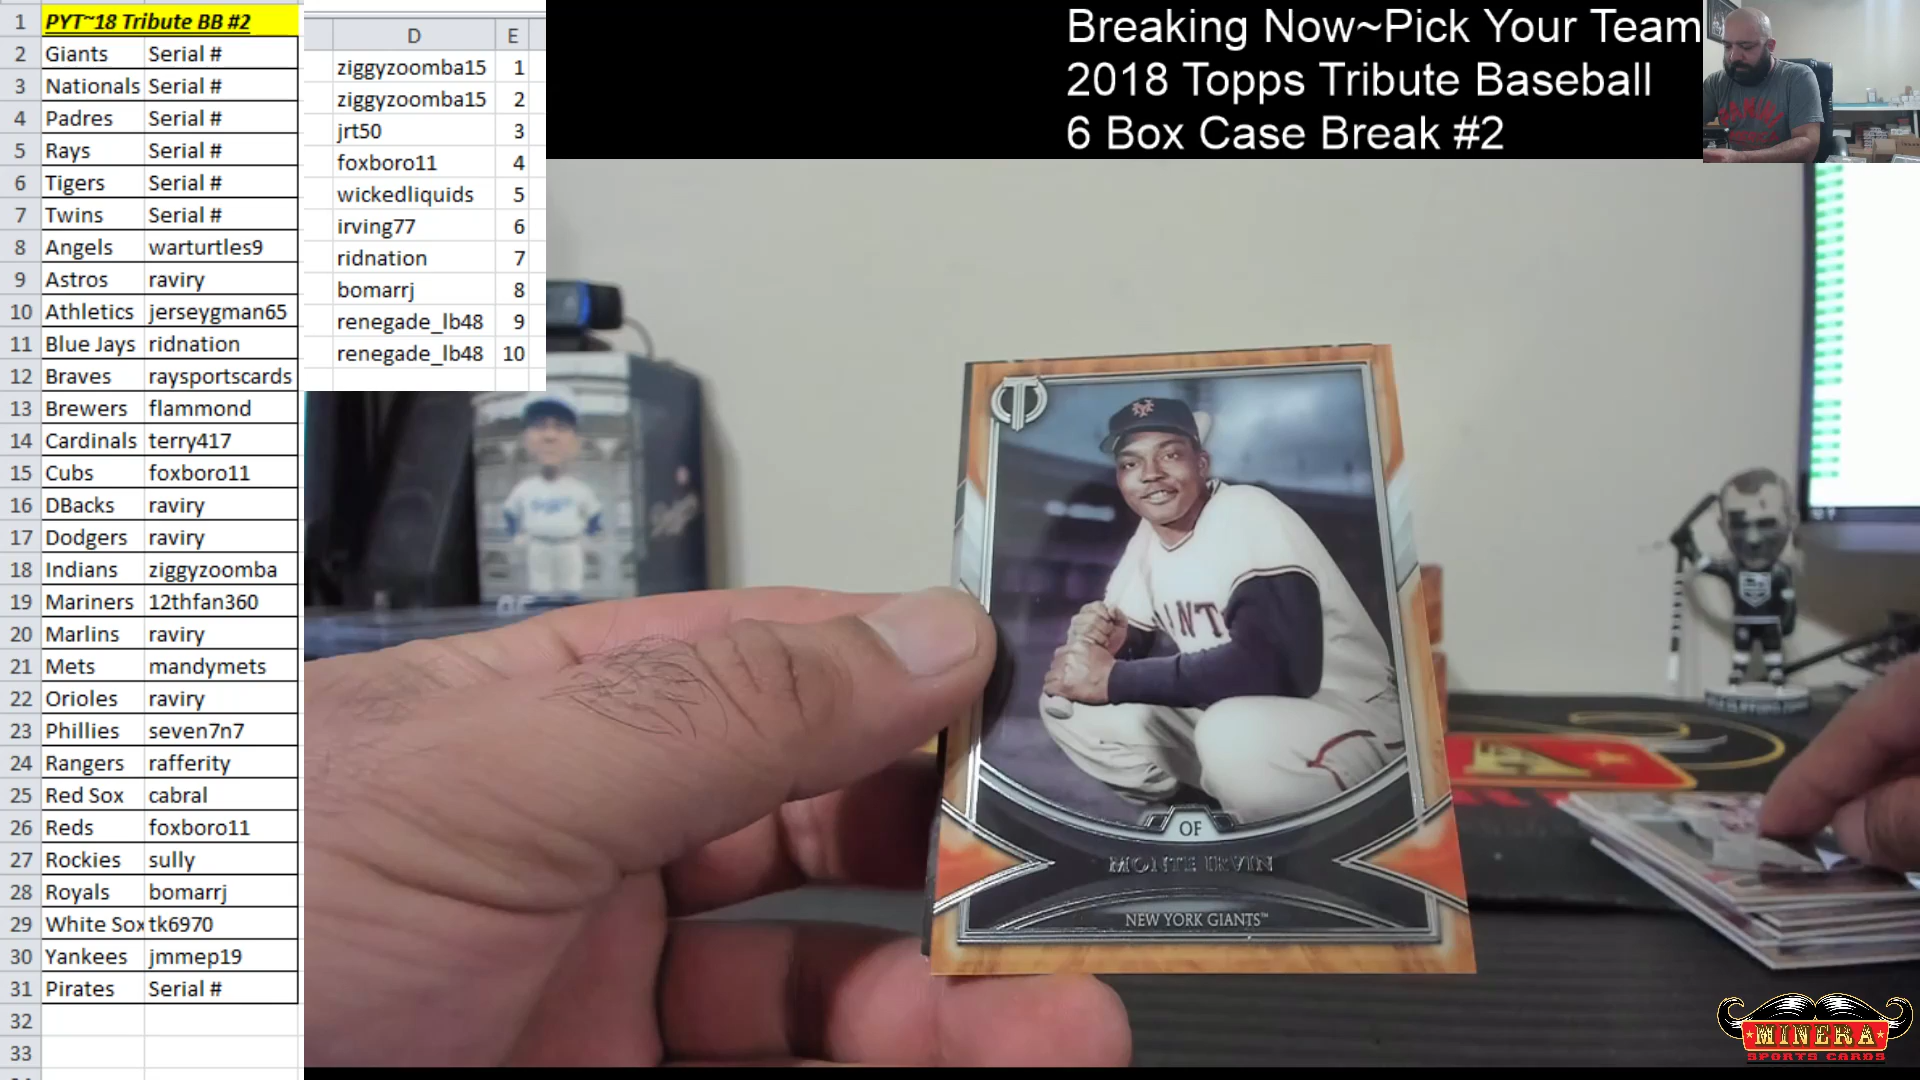 1 PYT~18 Tribute BB #2
2 Giants Serial #
3 Nationals Serial #
4 Padres Serial #
5 Rays Serial #
6 Tigers Serial #
7 Twins Serial #
8 Angels warturtles9
9 Astros raviry
10 Athletics jerseygman65
11 Blue Jays ridnation
12 Braves raysportscards
13 Brewers flammond
14 Cardinals terry417
15 Cubs foxboro11
16 DBacks raviry
17 Dodgers raviry
18 Indians ziggyzoomba
19 Mariners 12thfan360
20 Marlins raviry
21 Mets mandymets
22 Orioles raviry
23 Phillies seven7n7
24 Rangers rafferity
25 Red Sox cabral
26 Reds foxboro11
27 Rockies sully
28 Royals bomarrj
29 White Sox tk6970
30 Yankees jmmep19
31 Pirates Serial #
32
33
D E
ziggyzoomba15 1
ziggyzoomba15 2
jrt50 3
foxboro11 4
wickedliquids 5
irving77 6
ridnation 7
bomarrj 8
renegade_lb48 9
renegade_lb48 10
Breaking Now~Pick Your Team
2018 Topps Tribute Baseball
6 Box Case Break #2
PANINI
OF
MONTE IRVIN
NEW YORK GIANTS™
MINERA
SPORTS CARDS